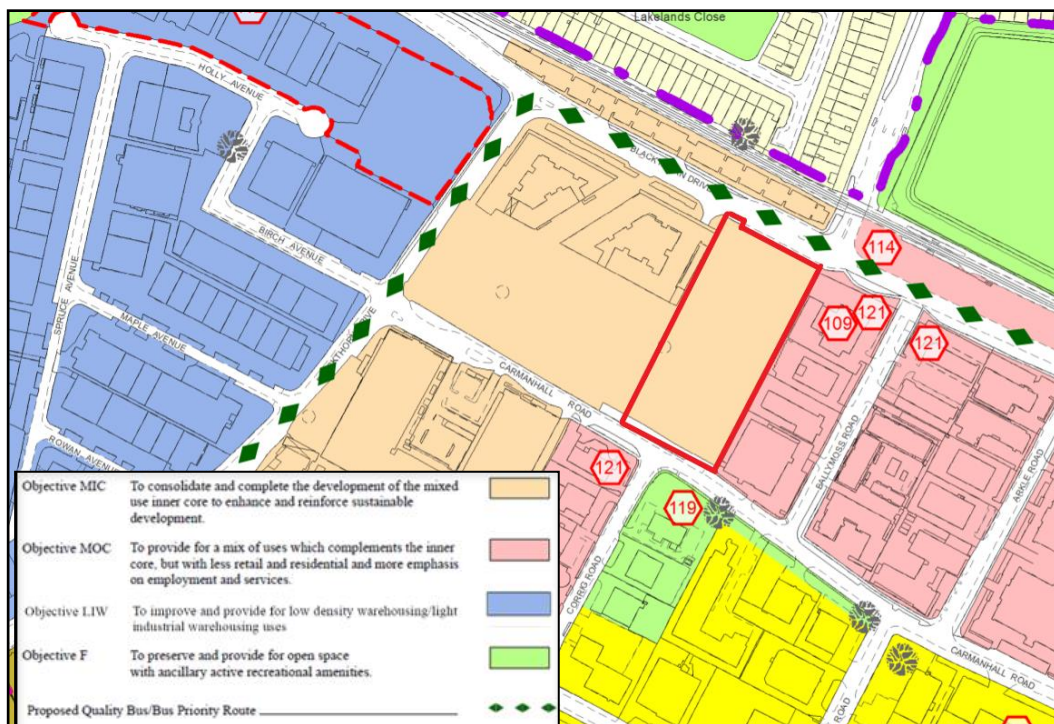 Lakelands Close
HOLLY AVENUE
BIRCH AVENUE
SPRUCE AVENUE
MAPLE AVENUE
ROWAN AVENUE
CARMANHALL ROAD
114
109
121
121
121
119
BALLYMOSS ROAD
ARKLE ROAD
CORRIG ROAD
CARMANHALL ROAD
Objective MIC To consolidate and complete the development of the mixed
use inner core to enhance and reinforce sustainable
development.
Objective MOC To provide for a mix of uses which complements the inner
core, but with less retail and residential and more emphasis
on employment and services.
Objective LIW To improve and provide for low density warehousing/light
industrial warehousing uses
Objective F To preserve and provide for open space
with ancillary active recreational amenities.
Proposed Quality Bus/Bus Priority Route